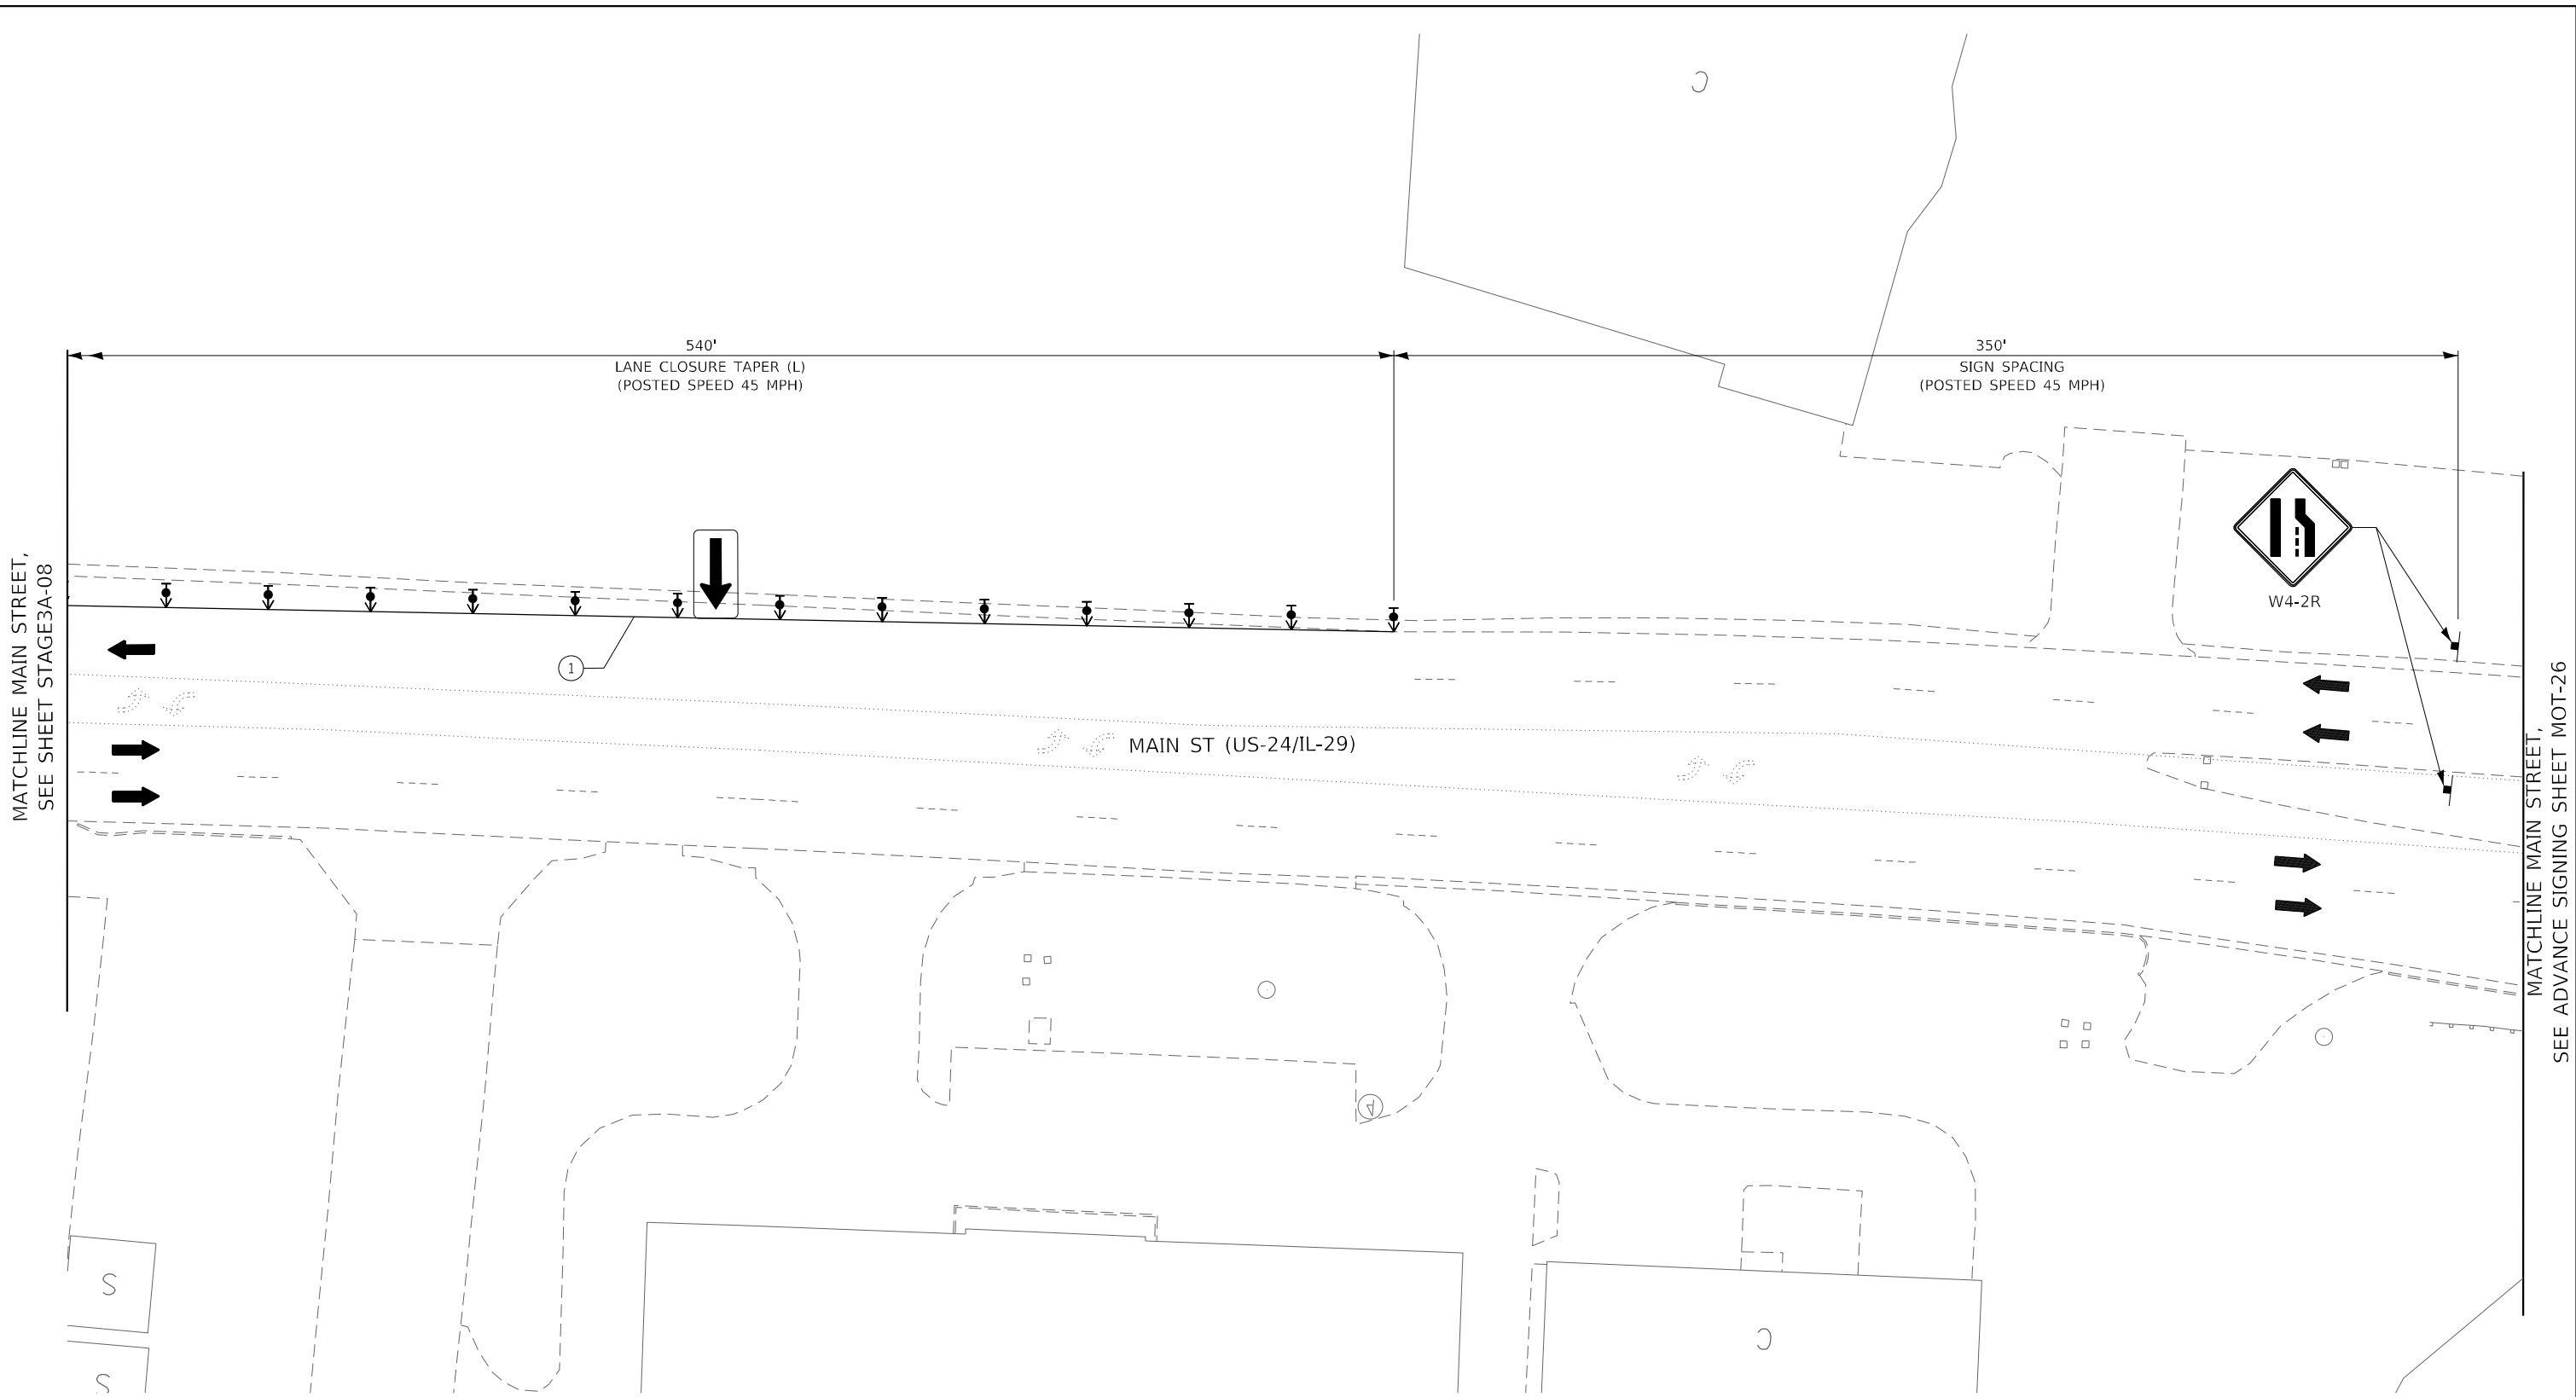 540'
LANE CLOSURE TAPER (L)
(POSTED SPEED 45 MPH)
350'
SIGN SPACING
(POSTED SPEED 45 MPH)
C
W4-2R
MATCHLINE MAIN STREET,
SEE SHEET STAGE3A-08
1
MAIN ST (US-24/IL-29)
MATCHLINE MAIN STREET,
SEE ADVANCE SIGNING SHEET MOT-26
A
S
S
C